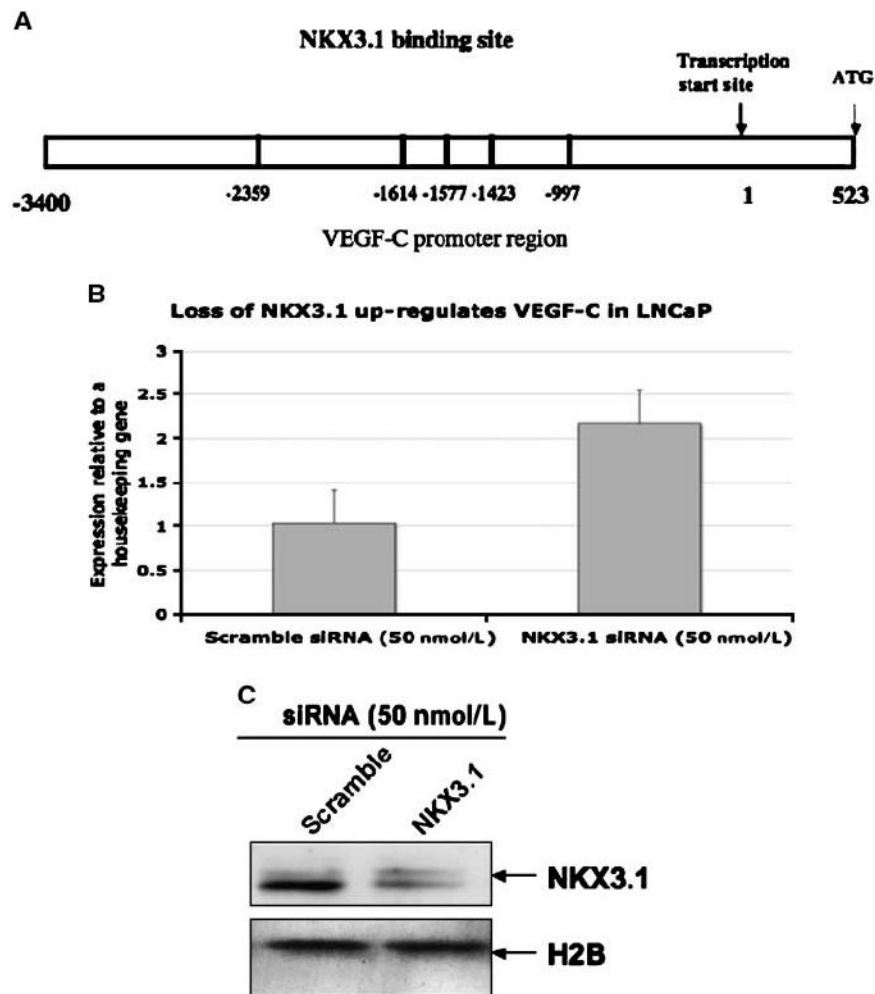 A
NKX3.1 binding site
Transcription
start site
ATG
-3400
-2359
-1614
-1577
-1423
-997
1
523
VEGF-C promoter region
B
Loss of NKX3.1 up-regulates VEGF-C in LNCaP
Expression relative to a
housekeeping gene
3
2.5
2
1.5
1
0.5
0
Scramble siRNA (50 nmol/L)
NKX3.1 siRNA (50 nmol/L)
C
siRNA (50 nmol/L)
Scramble
NKX3.1
NKX3.1
H2B